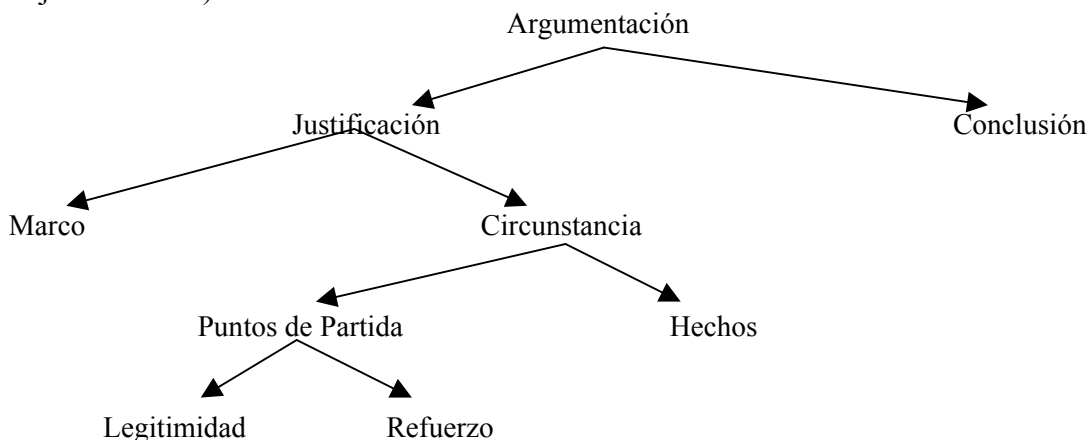 Argumentación
Justificación Conclusión
Marco Circunstancia
Puntos de Partida Hechos
Legitimidad Refuerzo